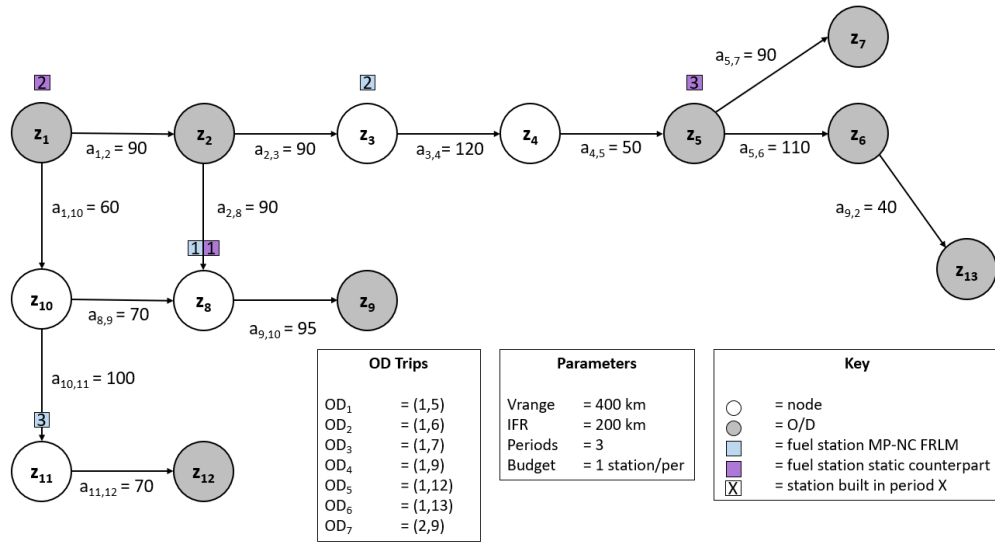 z7
a5,7 = 90
2
2
3
z1
z2
z3
z4
z5
z6
a1,2 = 90
a2,3 = 90
a3,4 = 120
a4,5 = 50
a5,6 = 110
a1,10 = 60
a2,8 = 90
a9,2 = 40
1 1
z13
z10
z8
z9
a8,9 = 70
a9,10 = 95
a10,11 = 100
3
z11
z12
a11,12 = 70
OD Trips
OD1 = (1,5)
OD2 = (1,6)
OD3 = (1,7)
OD4 = (1,9)
OD5 = (1,12)
OD6 = (1,13)
OD7 = (2,9)
Parameters
Vrange = 400 km
IFR = 200 km
Periods = 3
Budget = 1 station/per
Key
= node
= O/D
= fuel station MP-NC FRLM
= fuel station static counterpart
X = station built in period X